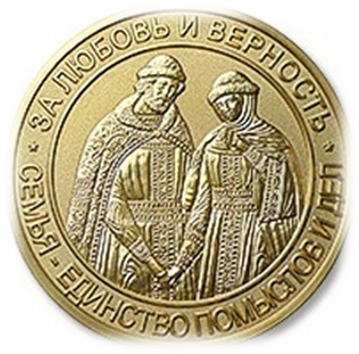 ЗА ЛЮБОВЬ И ВЕРНОСТЬ
СЕМЬЯ - ЕДИНСТВО ПОМЫСЛОВ И ДЕЛ